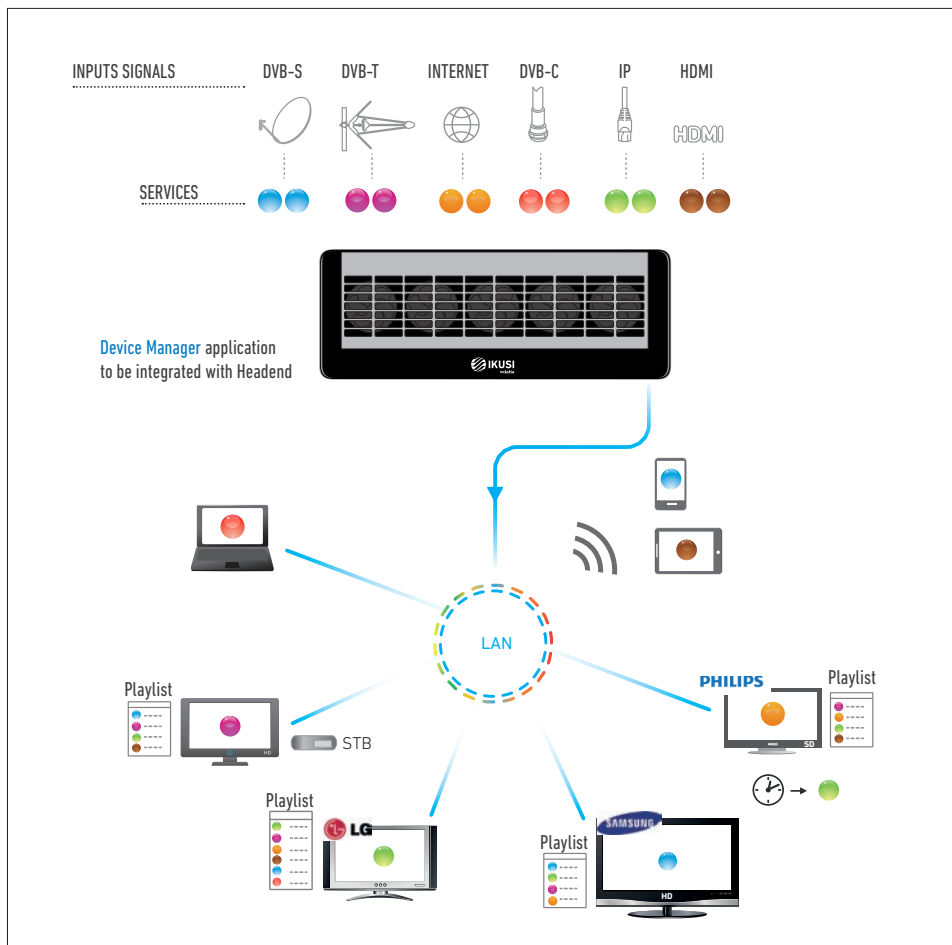 INPUTS SIGNALS
DVB-S
DVB-T
INTERNET
DVB-C
IP
HDMI
HDMI
SERVICES
Device Manager application
to be integrated with Headend
IKUSI
velatia
LAN
Playlist
HD
STB
PHILIPS
SD
Playlist
Playlist
LG
Playlist
SAMSUNG
HD